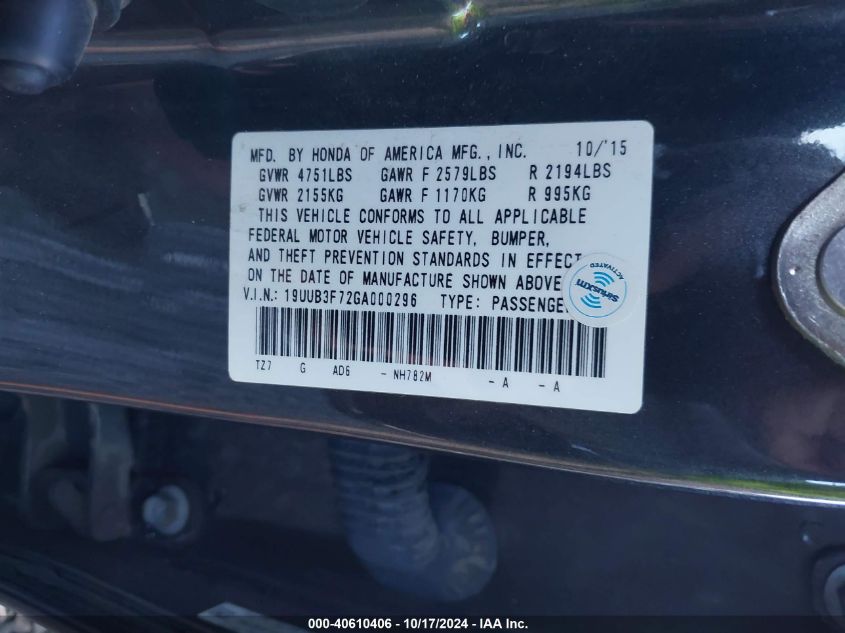 MFD. BY HONDA OF AMERICA MFG., INC. 10/'15
GVWR 4751LBS GAWR F 2579LBS R 2194LBS
GVWR 2155KG GAWR F 1170KG R 995KG
THIS VEHICLE CONFORMS TO ALL APPLICABLE
FEDERAL MOTOR VEHICLE SAFETY, BUMPER,
AND THEFT PREVENTION STANDARDS IN EFFECT
ON THE DATE OF MANUFACTURE SHOWN ABOVE
V.I.N.: 19UUB3F72GA000296 TYPE: PASSENGE
siriusxm
ACTIVATED
TZ7 G AD6 - NH782M - A - A
000-40610406 - 10/17/2024 - IAA Inc.